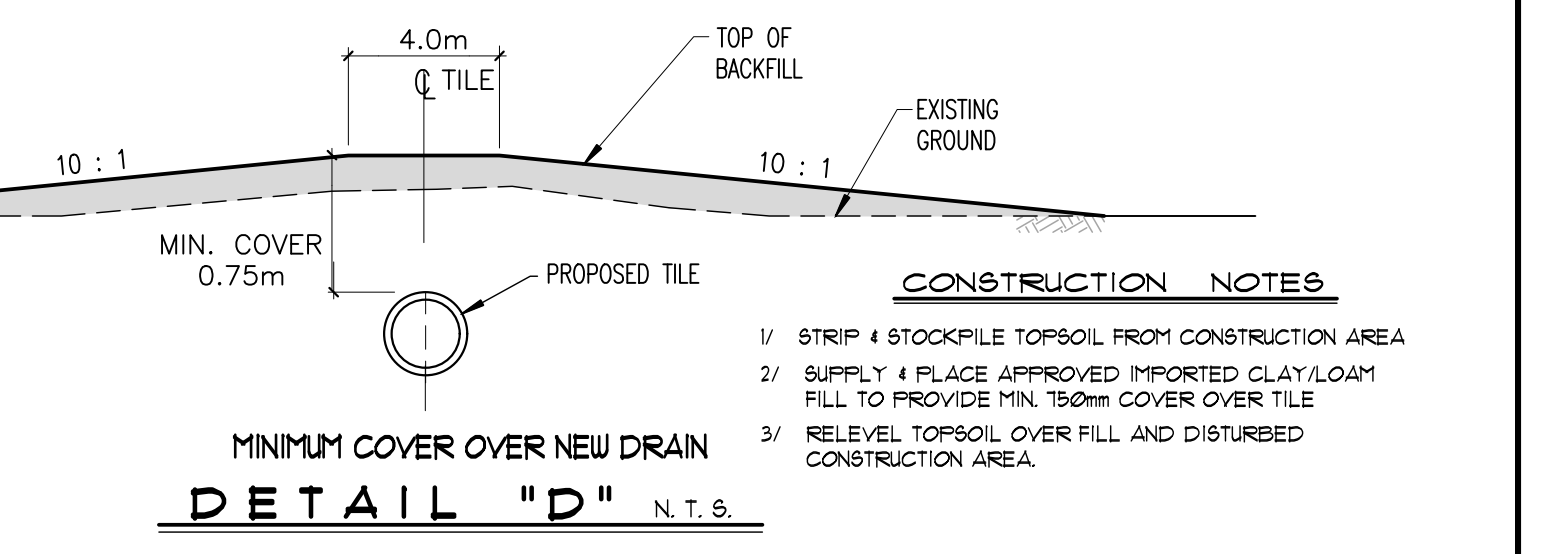 4.0m
℄ TILE
TOP OF
BACKFILL
EXISTING
GROUND
10 : 1
10 : 1
MIN. COVER
0.75m
PROPOSED TILE
CONSTRUCTION NOTES
1/ STRIP & STOCKPILE TOPSOIL FROM CONSTRUCTION AREA
2/ SUPPLY & PLACE APPROVED IMPORTED CLAY/LOAM
FILL TO PROVIDE MIN. 750mm COVER OVER TILE
3/ RELEVEL TOPSOIL OVER FILL AND DISTURBED
CONSTRUCTION AREA.
MINIMUM COVER OVER NEW DRAIN
DETAIL "D" N. T. S.